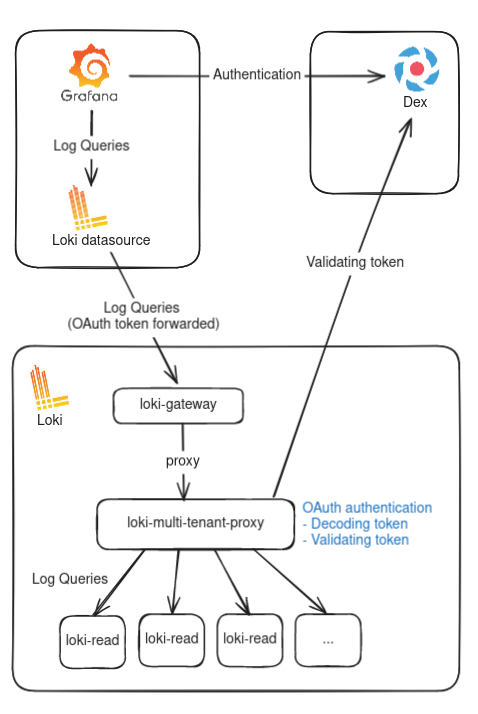 Grafana
Authentication
Dex
Log Queries
Loki datasource
Validating token
Log Queries
(OAuth token forwarded)
Loki
loki-gateway
proxy
loki-multi-tenant-proxy
OAuth authentication
- Decoding token
- Validating token
Log Queries
loki-read
loki-read
loki-read
...